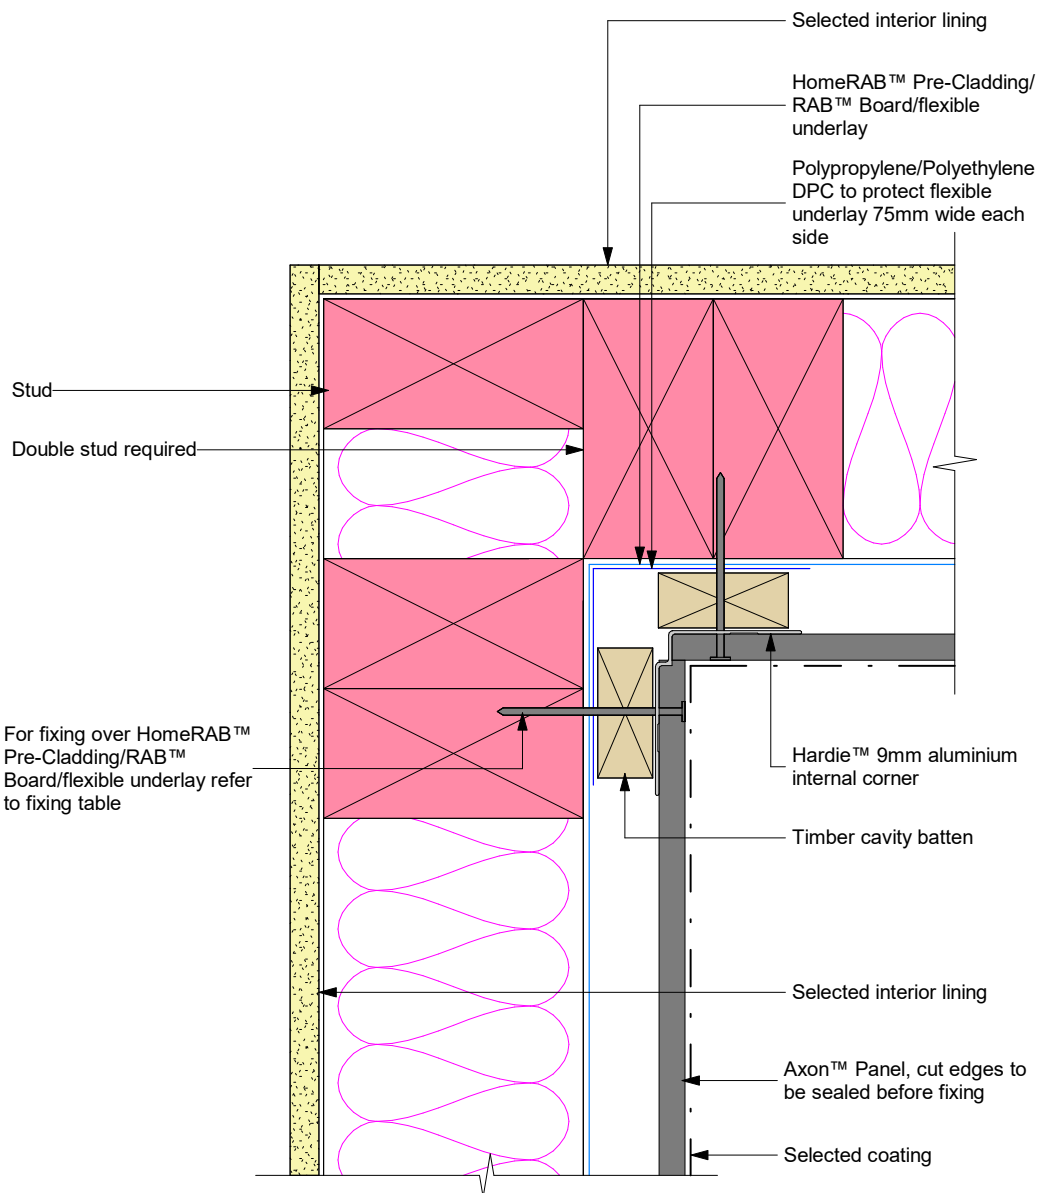 Selected interior lining
HomeRAB™ Pre-Cladding/
RAB™ Board/flexible
underlay
Polypropylene/Polyethylene
DPC to protect flexible
underlay 75mm wide each
side
Stud
Double stud required
For fixing over HomeRAB™
Pre-Cladding/RAB™
Board/flexible underlay refer
to fixing table
Hardie™ 9mm aluminium
internal corner
Timber cavity batten
Selected interior lining
Axon™ Panel, cut edges to
be sealed before fixing
Selected coating